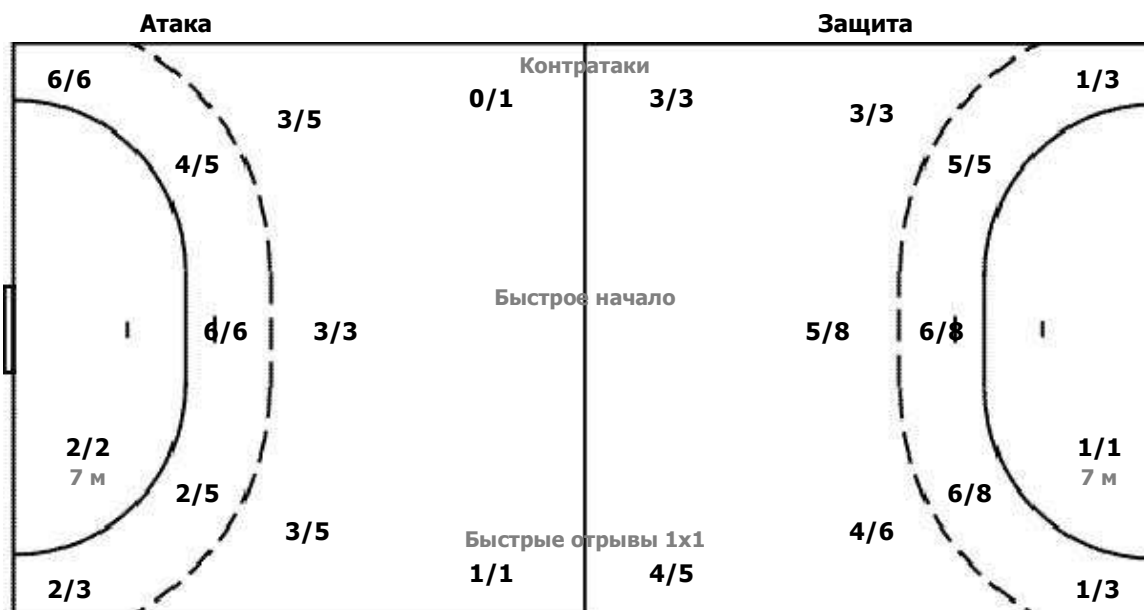 Атака Защита
Контратаки
6/6 1/3
0/1 3/3
3/5 3/3
4/5 5/5
Быстрое начало
6/6 3/3 5/8 6/8
2/2 1/1
7 м 7 м
2/5 6/8
3/5 4/6
Быстрые отрывы 1x1
1/1 4/5
2/3 1/3